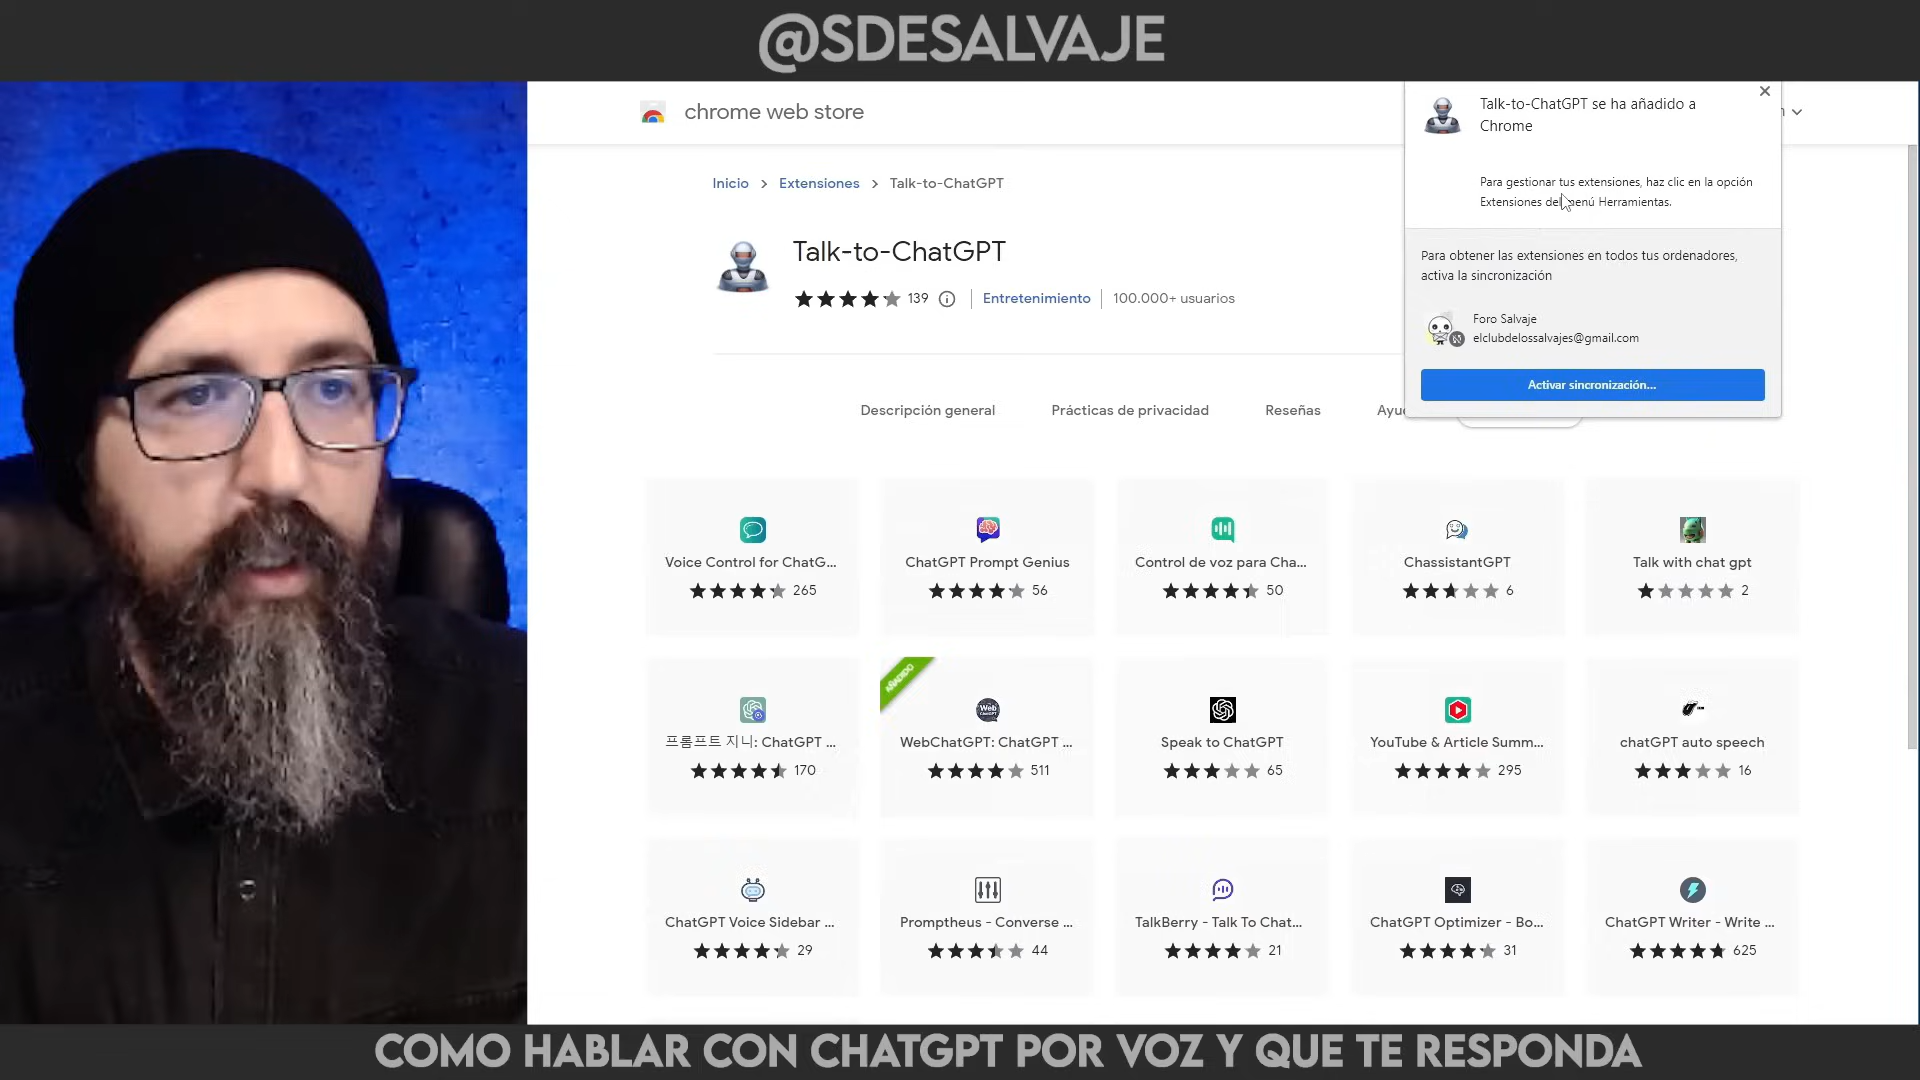 @SDESALVAJE
chrome web store
Talk-to-ChatGPT se ha añadido a
Chrome
Para gestionar tus extensiones, haz clic en la opción
Extensiones del menú Herramientas.
Para obtener las extensiones en todos tus ordenadores,
activa la sincronización
Foro Salvaje
elclubdelossalvajes@gmail.com
Activar sincronización...
Inicio > Extensiones > Talk-to-ChatGPT
Talk-to-ChatGPT
139 Entretenimiento 100.000+ usuarios
Descripción general Prácticas de privacidad Reseñas
Voice Control for ChatG...
265
ChatGPT Prompt Genius
56
Control de voz para Cha...
50
ChassistantGPT
6
Talk with chat gpt
2
프롬프트 지니: ChatGPT ...
170
AÑADIDO
Web
ChatGPT
WebChatGPT: ChatGPT ...
511
Speak to ChatGPT
65
YouTube & Article Summ...
295
chatGPT auto speech
16
ChatGPT Voice Sidebar ...
29
Promptheus - Converse ...
44
TalkBerry - Talk To Chat...
21
ChatGPT Optimizer - Bo...
31
ChatGPT Writer - Write ...
625
COMO HABLAR CON CHATGPT POR VOZ Y QUE TE RESPONDA